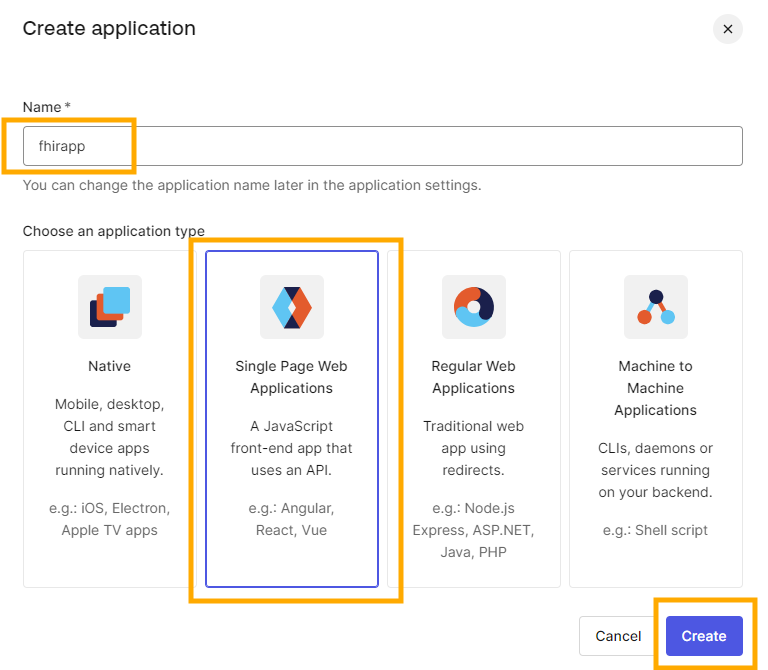 Create application
Name *
fhirapp
You can change the application name later in the application settings.
Choose an application type
Native
Mobile, desktop,
CLI and smart
device apps
running natively.
e.g.: iOS, Electron,
Apple TV apps
Single Page Web
Applications
A JavaScript
front-end app that
uses an API.
e.g.: Angular,
React, Vue
Regular Web
Applications
Traditional web
app using
redirects.
e.g.: Node.js
Express, ASP.NET,
Java, PHP
Machine to
Machine
Applications
CLIs, daemons or
services running
on your backend.
e.g.: Shell script
Cancel
Create